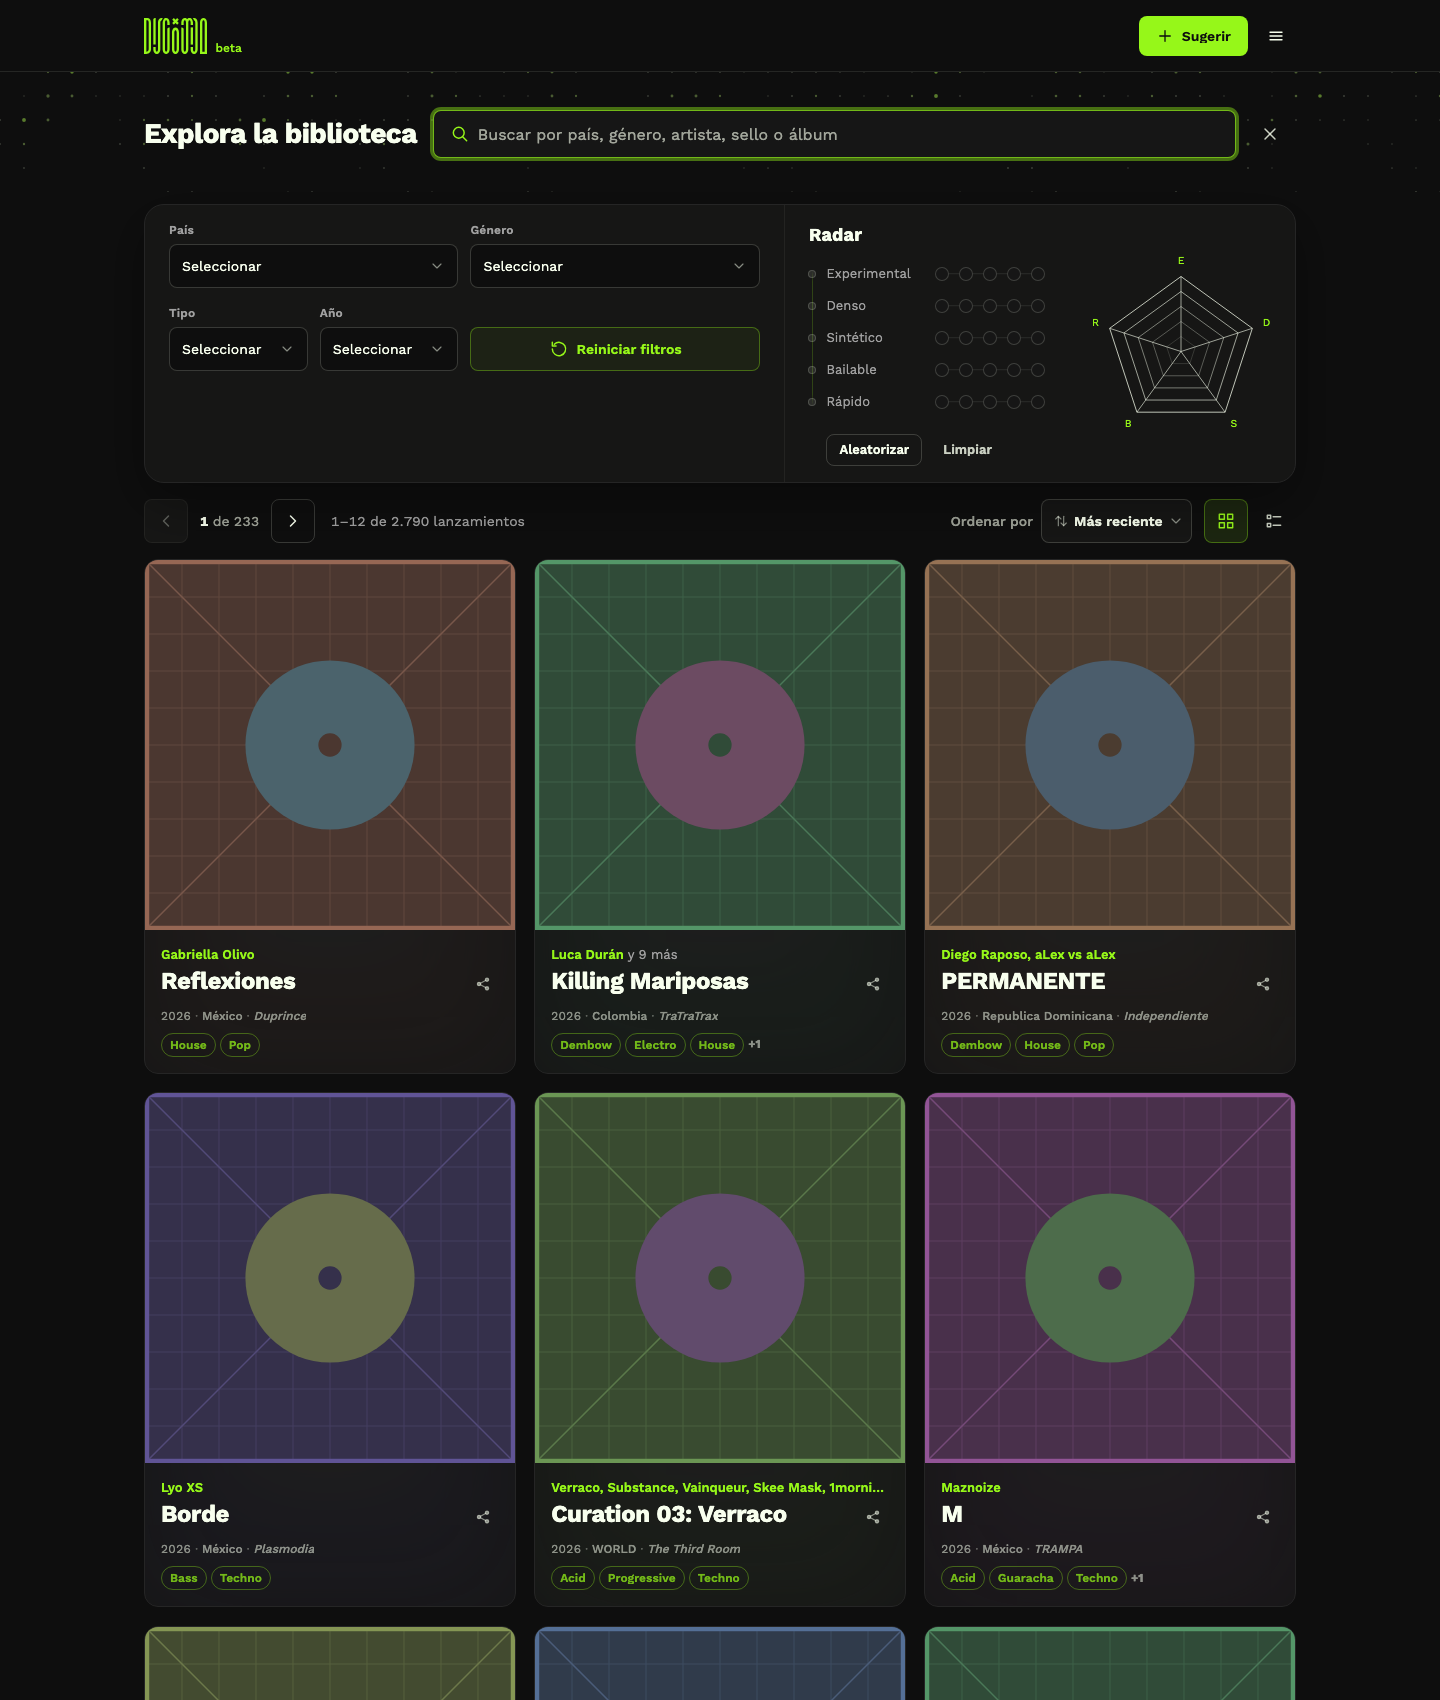 beta
Sugerir
Explora la biblioteca
Buscar por país, género, artista, sello o álbum
País
Género
Seleccionar
Seleccionar
Tipo
Año
Seleccionar
Seleccionar
Reiniciar filtros
Radar
Experimental
Denso
Sintético
Bailable
Rápido
Aleatorizar
Limpiar
E
R
D
B
S
1 de 233
1–12 de 2.790 lanzamientos
Ordenar por
Más reciente
Gabriella Olivo
Reflexiones
2026 · México · Duprince
House
Pop
Luca Durán y 9 más
Killing Mariposas
2026 · Colombia · TraTraTrax
Dembow
Electro
House
+1
Diego Raposo, aLex vs aLex
PERMANENTE
2026 · Republica Dominicana · Independiente
Dembow
House
Pop
Lyo XS
Borde
2026 · México · Plasmodia
Bass
Techno
Verraco, Substance, Vainqueur, Skee Mask, 1morni...
Curation 03: Verraco
2026 · WORLD · The Third Room
Acid
Progressive
Techno
Maznoize
M
2026 · México · TRAMPA
Acid
Guaracha
Techno
+1